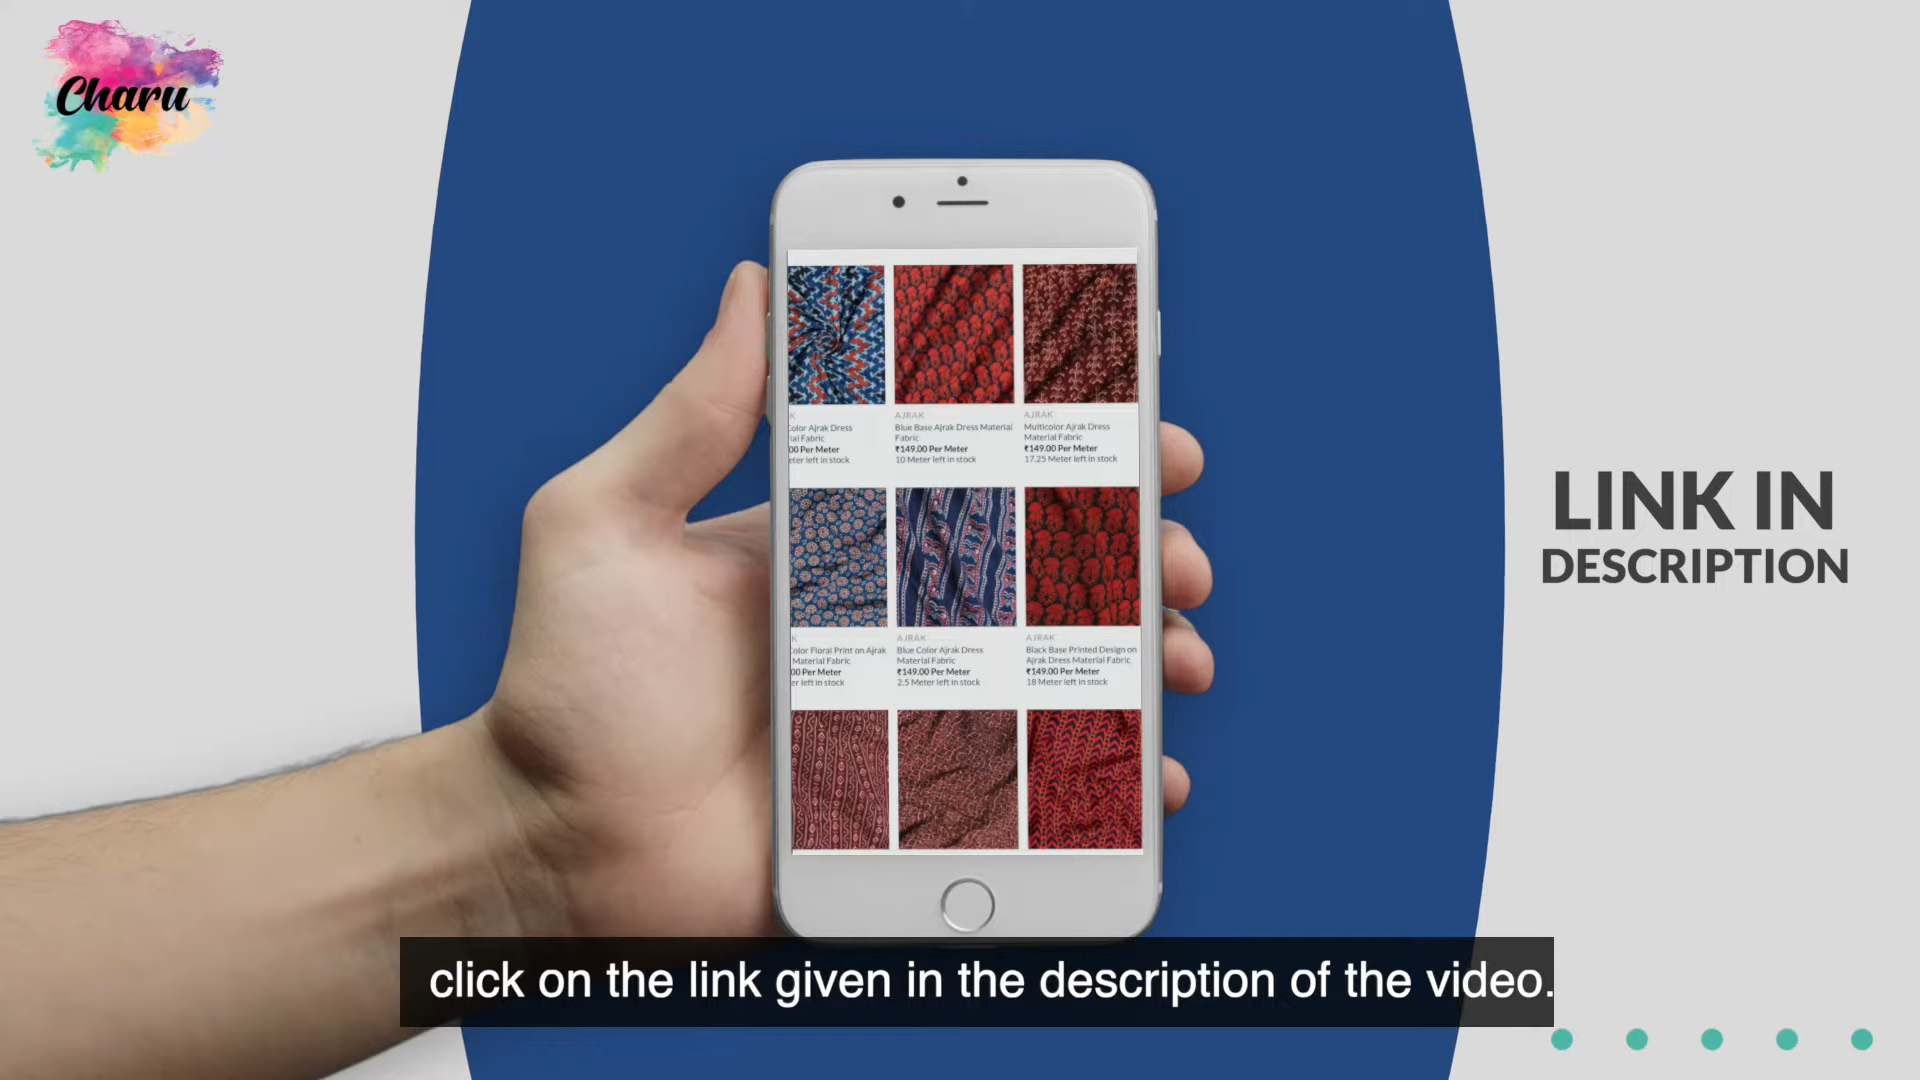 Charu
AJRAK
Blue Base Ajrak Dress Material
Fabric
₹149.00 Per Meter
10 Meter left in stock
AJRAK
Multicolor Ajrak Dress
Material Fabric
₹149.00 Per Meter
17.25 Meter left in stock
K
Color Ajrak Dress
ial Fabric
00 Per Meter
eter left in stock
K
Color Floral Print on Ajrak
Material Fabric
00 Per Meter
er left in stock
AJRAK
Blue Color Ajrak Dress
Material Fabric
₹149.00 Per Meter
2.5 Meter left in stock
AJRAK
Black Base Printed Design on
Ajrak Dress Material Fabric
₹149.00 Per Meter
18 Meter left in stock
LINK IN
DESCRIPTION
click on the link given in the description of the video.